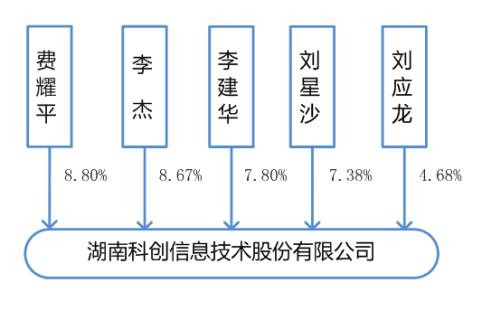 费耀平
李杰
李建华
刘星沙
刘应龙
8.80%
8.67%
7.80%
7.38%
4.68%
湖南科创信息技术股份有限公司